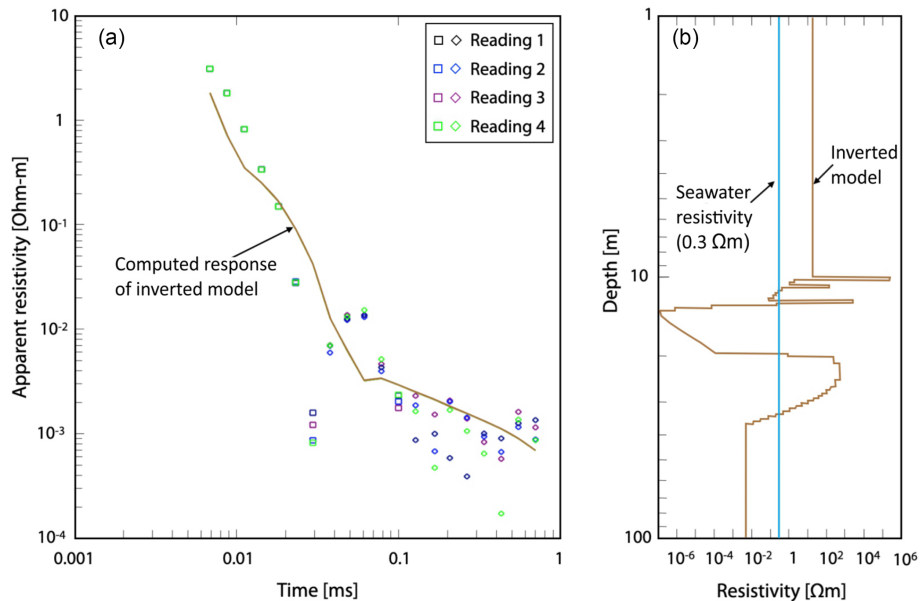 (a)
10
1
10-1
10-2
10-3
10-4
Apparent resistivity [Ohm-m]
0.001
0.01
0.1
1
Time [ms]
Reading 1
Reading 2
Reading 3
Reading 4
Computed response
of inverted model
(b)
1
10
100
Depth [m]
Seawater
resistivity
(0.3 Ωm)
Inverted
model
10-6
10-4
10-2
1
102
104
106
Resistivity [Ωm]